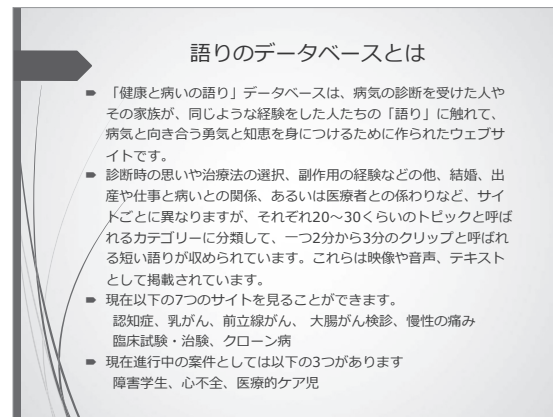 語りのデータベースとは
「健康と病いの語り」データベースは、病気の診断を受けた人や
その家族が、同じような経験をした人たちの「語り」に触れて、
病気と向き合う勇気と知恵を身につけるために作られたウェブサ
イトです。
診断時の思いや治療法の選択、副作用の経験などの他、結婚、出
産や仕事と病いとの関係、あるいは医療者との係わりなど、サイ
トごとに異なりますが、それぞれ20～30くらいのトピックと呼ば
れるカテゴリーに分類して、一つ2分から3分のクリップと呼ばれ
る短い語りが収められています。これらは映像や音声、テキスト
として掲載されています。
現在以下の7つのサイトを見ることができます。
認知症、乳がん、前立線がん、 大腸がん検診、慢性の痛み
臨床試験・治験、クローン病
現在進行中の案件としては以下の3つがあります
障害学生、心不全、医療的ケア児